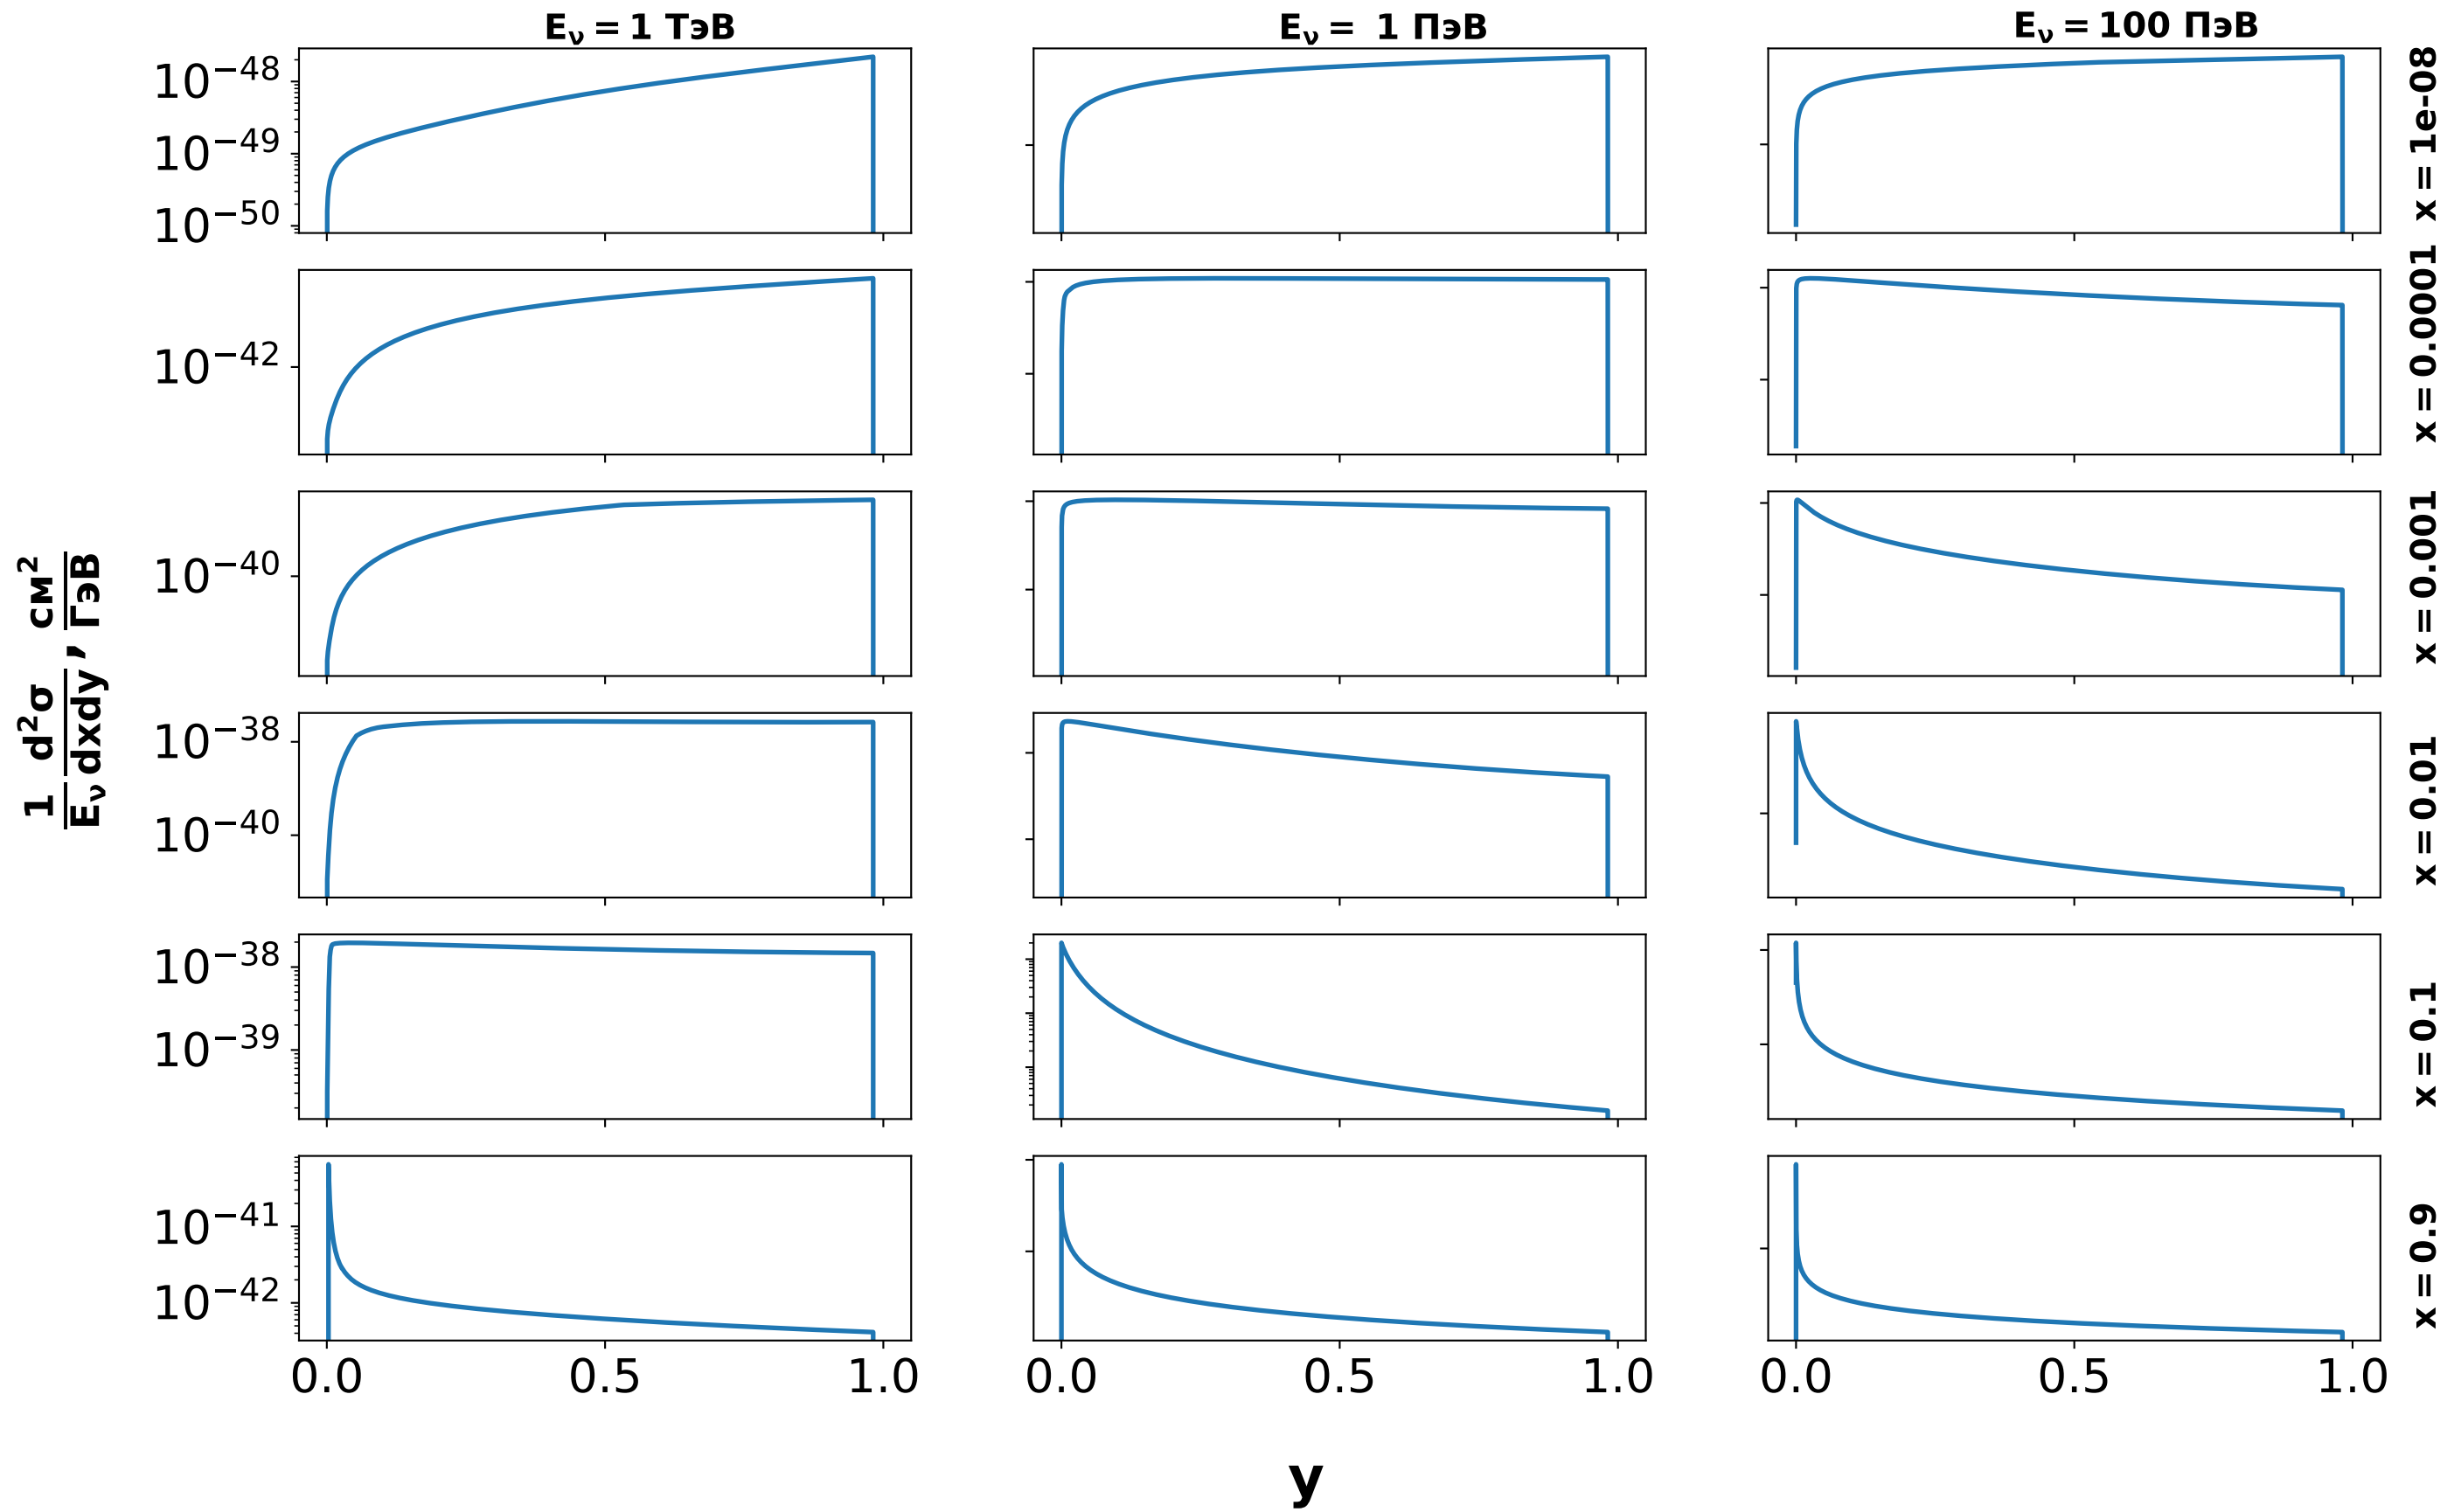 E_ν = 1 ТэВ
E_ν = 1 ПэВ
E_ν = 100 ПэВ
10^−48
10^−49
10^−50
x = 1e-08
10^−42
x = 0.0001
10^−40
x = 0.001
10^−38
10^−40
x = 0.01
10^−38
10^−39
x = 0.1
10^−41
10^−42
x = 0.9
1/E_ν d²σ/dxdy, см²/ГэВ
0.0 0.5 1.0
0.0 0.5 1.0
0.0 0.5 1.0
y